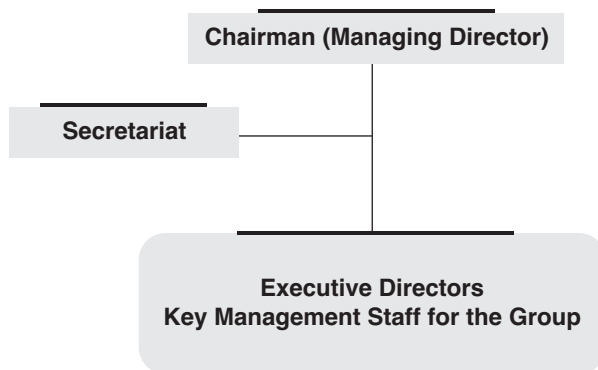 Chairman (Managing Director)
Secretariat
Executive Directors
Key Management Staff for the Group